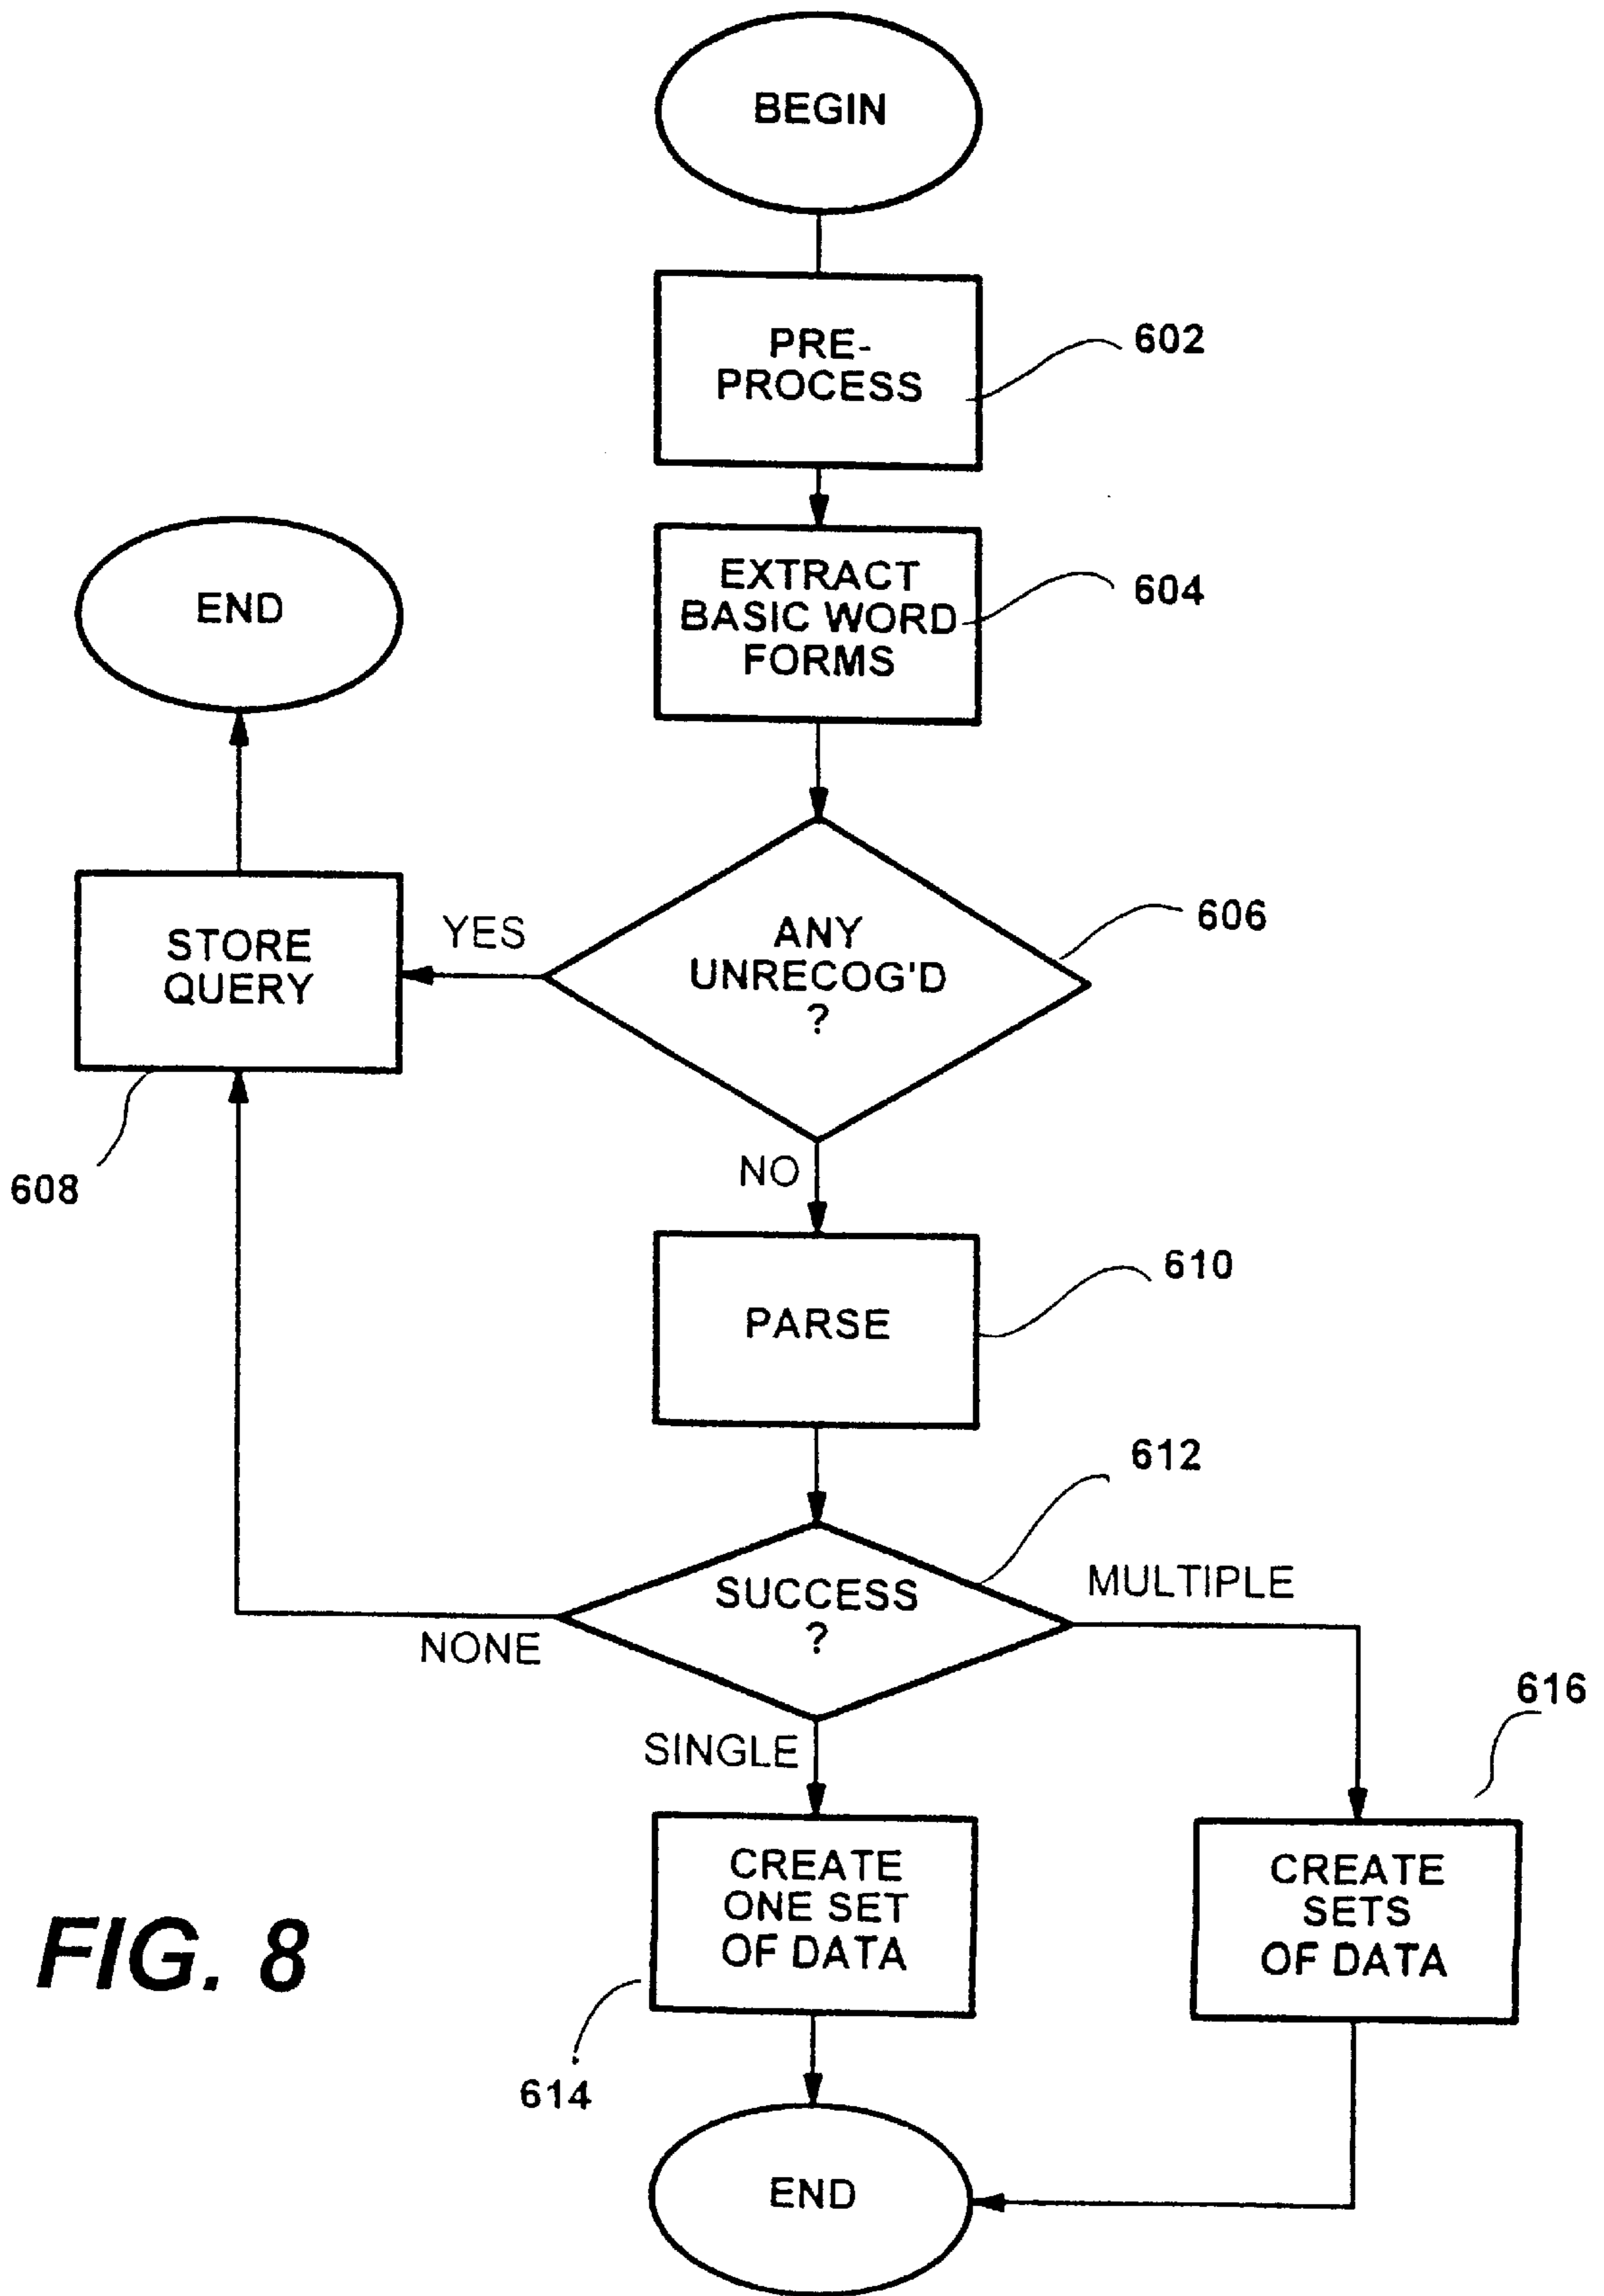 BEGIN
PRE-
PROCESS
602
EXTRACT
BASIC WORD
FORMS
604
END
STORE
QUERY
YES
ANY
UNRECOG'D
?
606
608
NO
PARSE
610
612
SUCCESS
?
MULTIPLE
NONE
SINGLE
616
CREATE
ONE SET
OF DATA
CREATE
SETS
OF DATA
FIG. 8
614
END